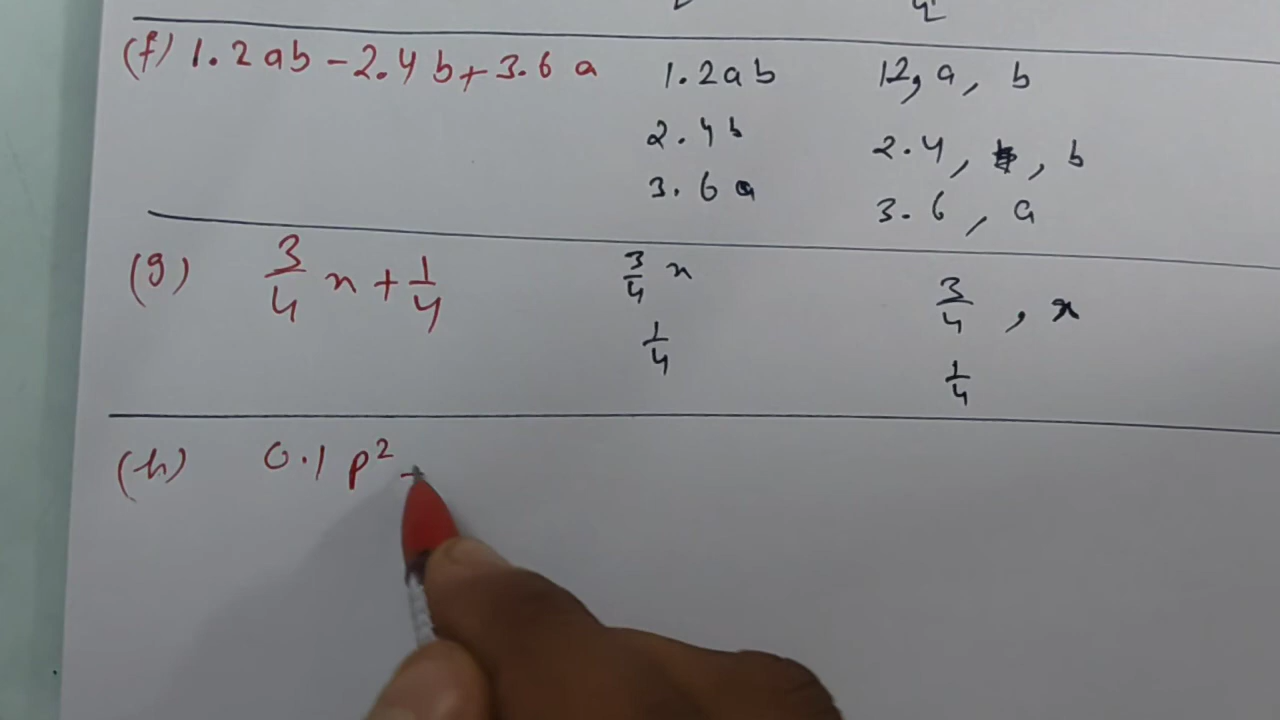 (f) 1.2ab - 2.4b + 3.6a 1.2ab 12, a, b
2.4b 2.4, , b
3.6a 3.6, a
(g) 3/4 x + 1/4 3/4 x 3/4, x
1/4 1/4
(h) 0.1 p² -